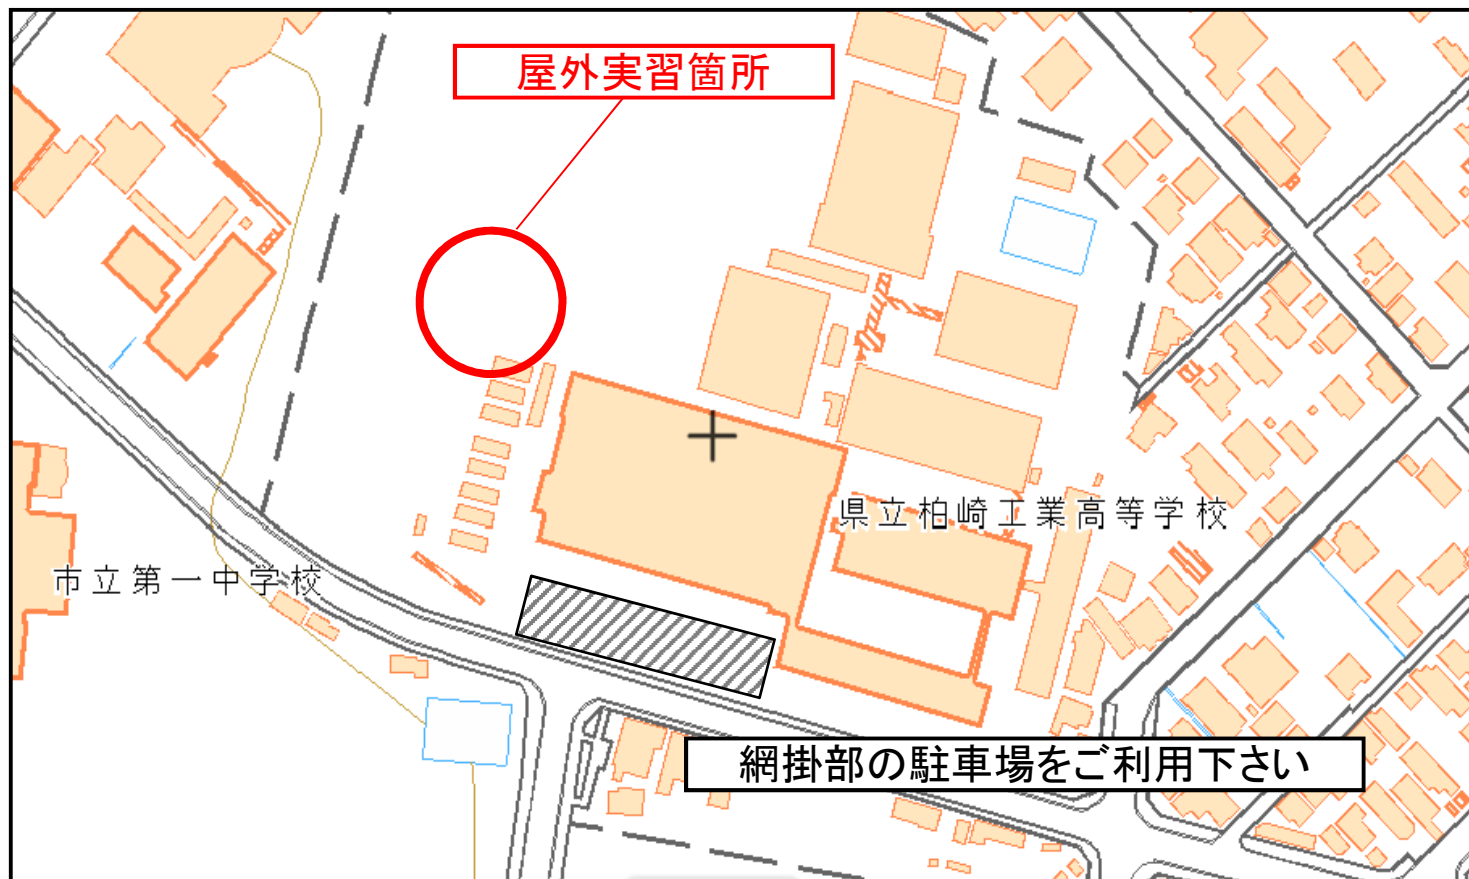 屋外実習箇所
県立柏崎工業高等学校
市立第一中学校
網掛部の駐車場をご利用下さい